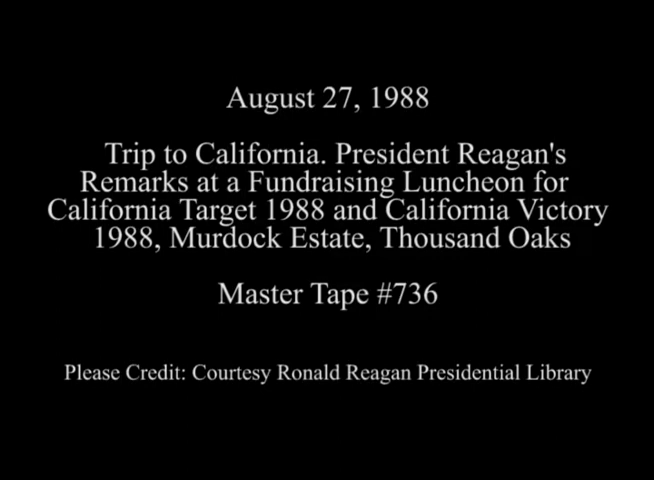 August 27, 1988
Trip to California. President Reagan's
Remarks at a Fundraising Luncheon for
California Target 1988 and California Victory
1988, Murdock Estate, Thousand Oaks
Master Tape #736
Please Credit: Courtesy Ronald Reagan Presidential Library